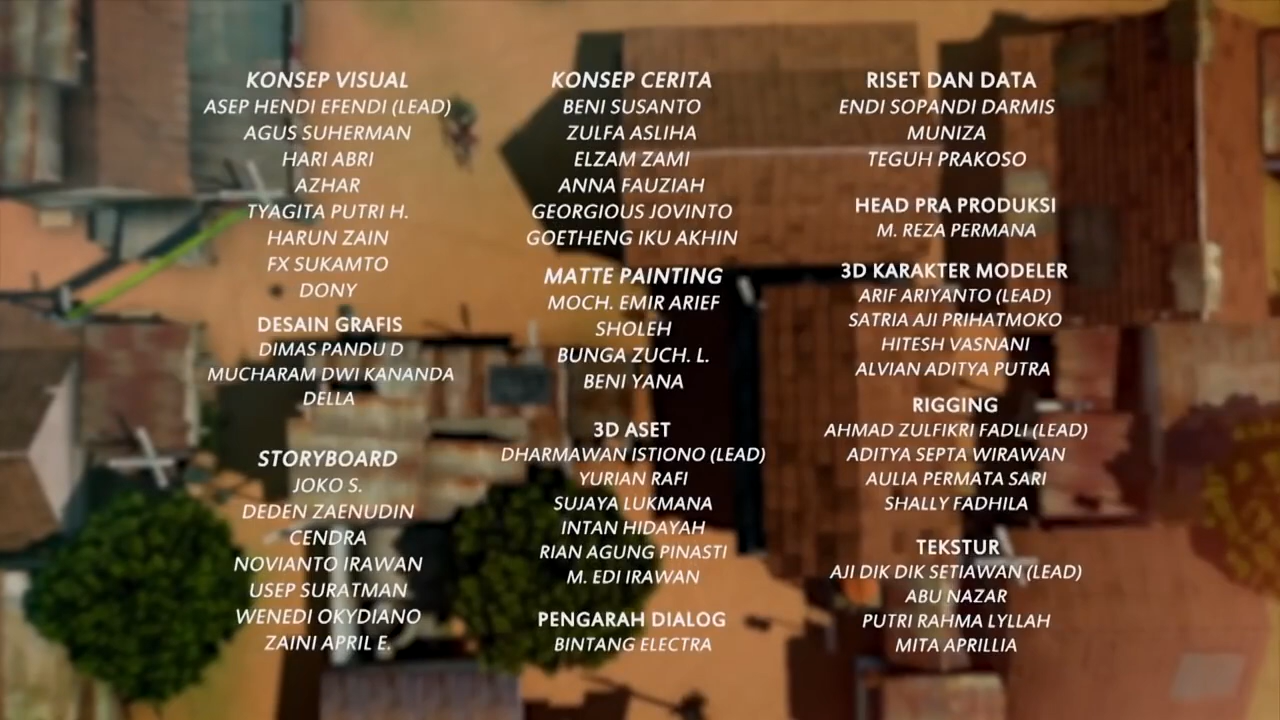 KONSEP VISUAL
ASEP HENDI EFENDI (LEAD)
AGUS SUHERMAN
HARI ABRI
AZHAR
TYAGITA PUTRI H.
HARUN ZAIN
FX SUKAMTO
DONY
DESAIN GRAFIS
DIMAS PANDU D
MUCHARAM DWI KANANDA
DELLA
STORYBOARD
JOKO S.
DEDEN ZAENUDIN
CENDRA
NOVIANTO IRAWAN
USEP SURATMAN
WENEDI OKYDIANO
ZAINI APRIL E.
KONSEP CERITA
BENI SUSANTO
ZULFA ASLIHA
ELZAM ZAMI
ANNA FAUZIAH
GEORGIOUS JOVINTO
GOETHENG IKU AKHIN
MATTE PAINTING
MOCH. EMIR ARIEF
SHOLEH
BUNGA ZUCH. L.
BENI YANA
3D ASET
DHARMAWAN ISTIONO (LEAD)
YURIAN RAFI
SUJAYA LUKMANA
INTAN HIDAYAH
RIAN AGUNG PINASTI
M. EDI IRAWAN
PENGARAH DIALOG
BINTANG ELECTRA
RISET DAN DATA
ENDI SOPANDI DARMIS
MUNIZA
TEGUH PRAKOSO
HEAD PRA PRODUKSI
M. REZA PERMANA
3D KARAKTER MODELER
ARIF ARIYANTO (LEAD)
SATRIA AJI PRIHATMOKO
HITESH VASNANI
ALVIAN ADITYA PUTRA
RIGGING
AHMAD ZULFIKRI FADLI (LEAD)
ADITYA SEPTA WIRAWAN
AULIA PERMATA SARI
SHALLY FADHILA
TEKSTUR
AJI DIK DIK SETIAWAN (LEAD)
ABU NAZAR
PUTRI RAHMA LYLLAH
MITA APRILLIA